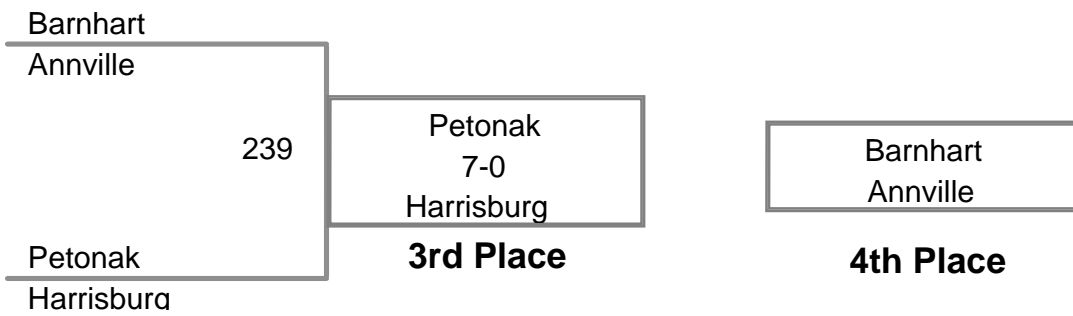 Barnhart
Annville
239
Petonak
Harrisburg
Petonak
7-0
Harrisburg
3rd Place
Barnhart
Annville
4th Place